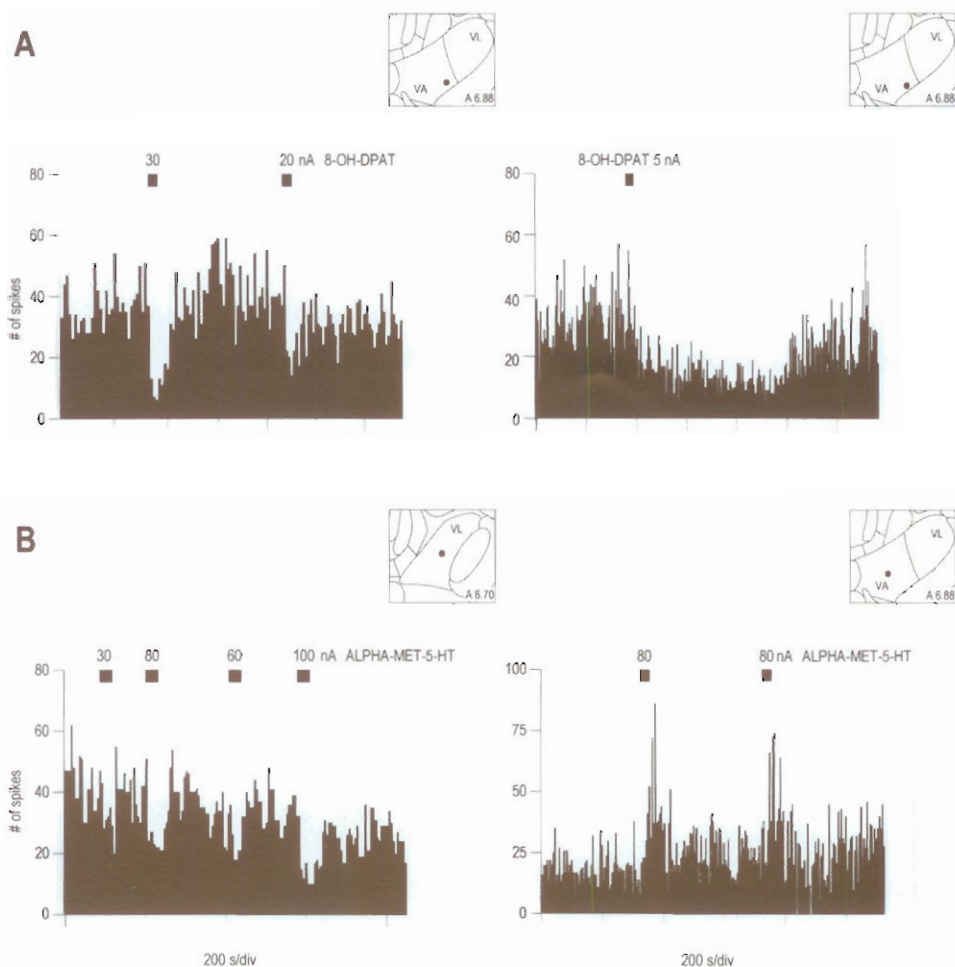 A
VL
VA
A 6.88
VL
VA
A 6.88
30 20 nA 8-OH-DPAT
8-OH-DPAT 5 nA
80
60
40
20
0
# of spikes
80
60
40
20
0
B
VL
A 6.70
VL
VA
A 6.88
30 80 60 100 nA ALPHA-MET-5-HT
80 80 nA ALPHA-MET-5-HT
80
60
40
20
0
# of spikes
100
75
50
25
0
200 s/div
200 s/div